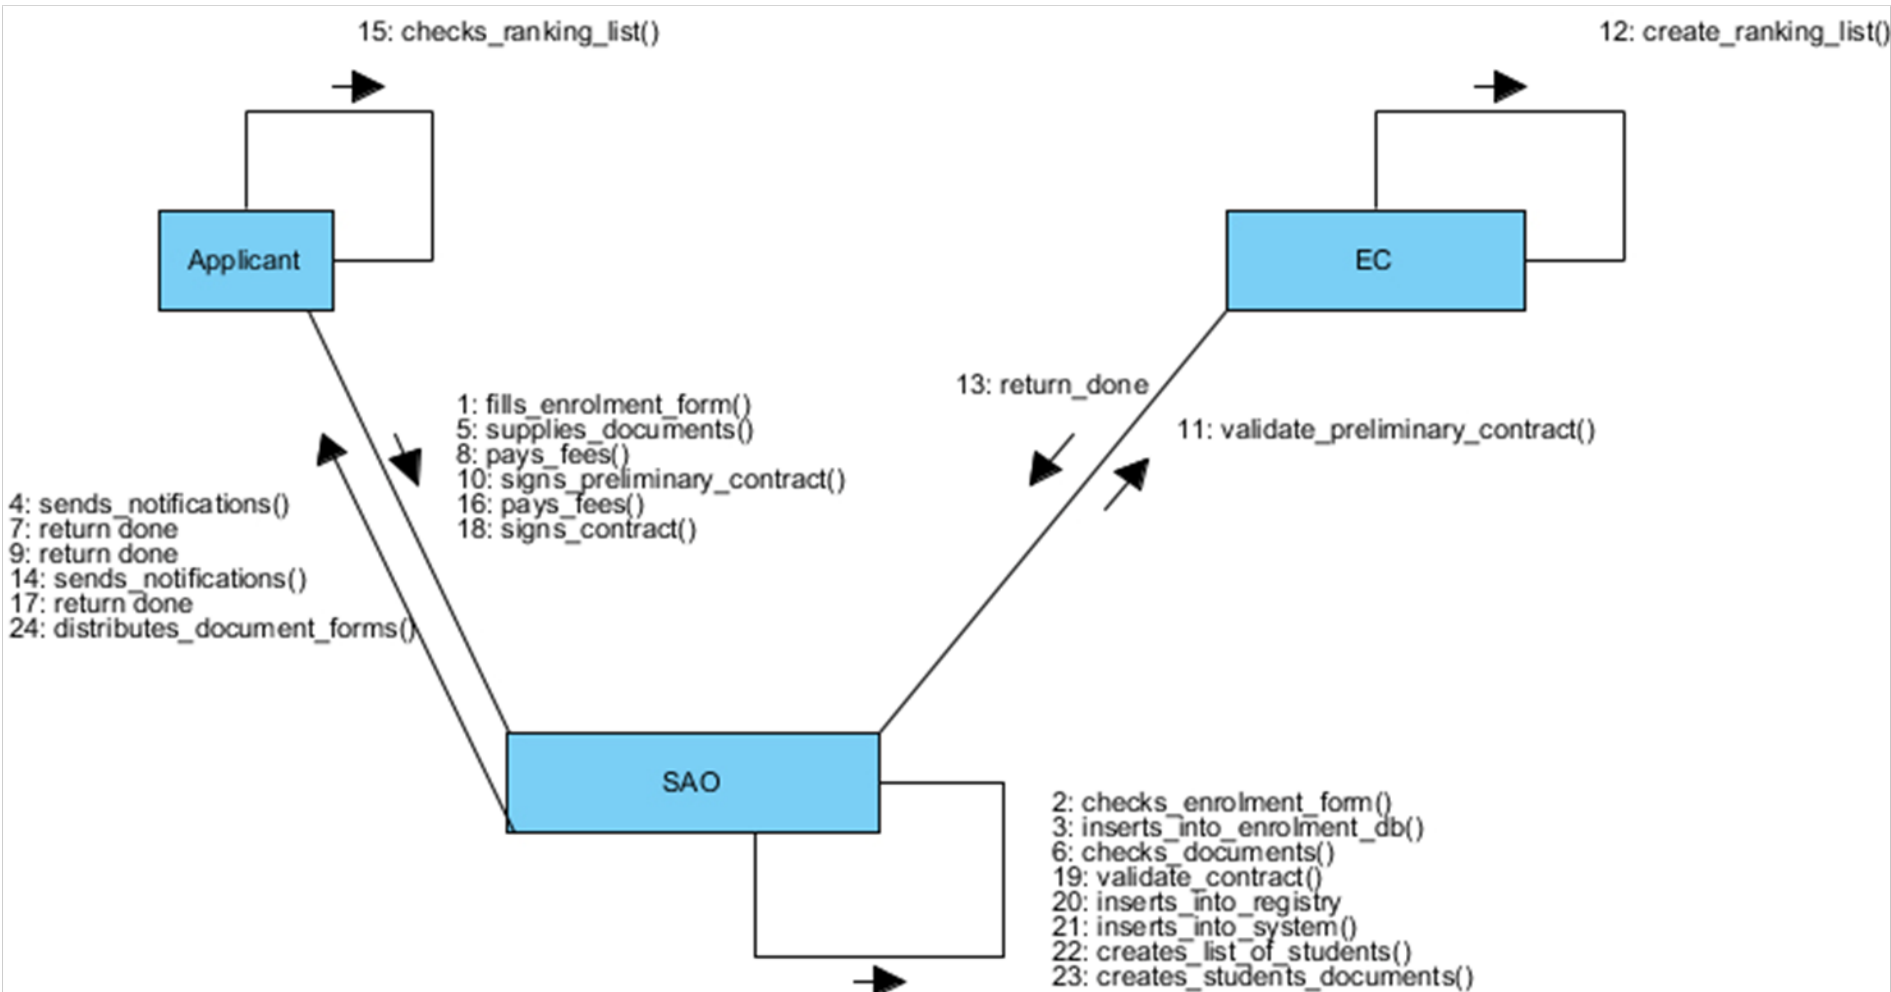 15: checks_ranking_list()
12: create_ranking_list()
Applicant
EC
13: return_done
11: validate_preliminary_contract()
1: fills_enrolment_form()
5: supplies_documents()
8: pays_fees()
10: signs_preliminary_contract()
16: pays_fees()
18: signs_contract()
4: sends_notifications()
7: return done
9: return done
14: sends_notifications()
17: return done
24: distributes_document_forms()
SAO
2: checks_enrolment_form()
3: inserts_into_enrolment_db()
6: checks_documents()
19: validate_contract()
20: inserts_into_registry
21: inserts_into_system()
22: creates_list_of_students()
23: creates_students_documents()